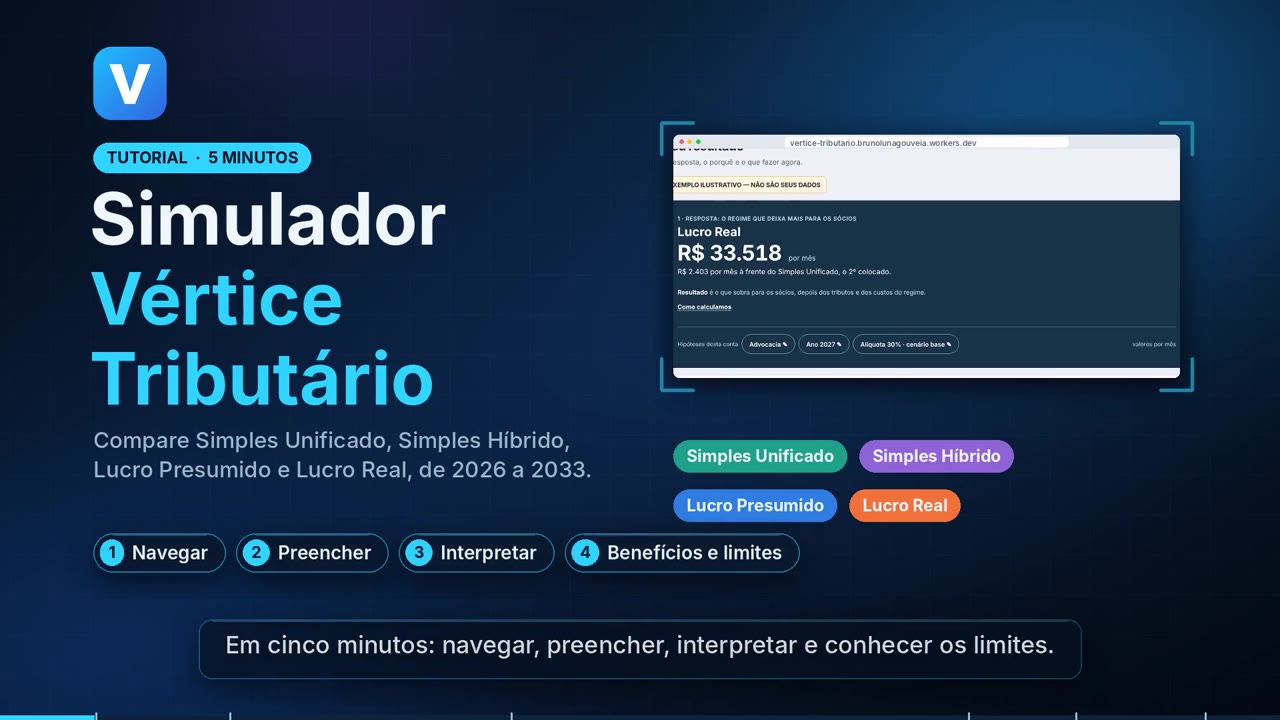 V
TUTORIAL · 5 MINUTOS
Simulador
Vértice
Tributário
Compare Simples Unificado, Simples Híbrido,
Lucro Presumido e Lucro Real, de 2026 a 2033.
1 Navegar
2 Preencher
3 Interpretar
4 Benefícios e limites
vertice-tributario.brunolunagouveia.workers.dev
resultado
esposta, o porquê e o que fazer agora.
XEMPLO ILUSTRATIVO — NÃO SÃO SEUS DADOS
1 · RESPOSTA: O REGIME QUE DEIXA MAIS PARA OS SÓCIOS
Lucro Real
R$ 33.518 por mês
R$ 2.403 por mês à frente do Simples Unificado, o 2º colocado.
Resultado é o que sobra para os sócios, depois dos tributos e dos custos do regime.
Como calculamos
Hipóteses desta conta Advocacia ✎ Ano 2027 ✎ Alíquota 30% · cenário base ✎ valores por mês
Simples Unificado Simples Híbrido
Lucro Presumido Lucro Real
Em cinco minutos: navegar, preencher, interpretar e conhecer os limites.